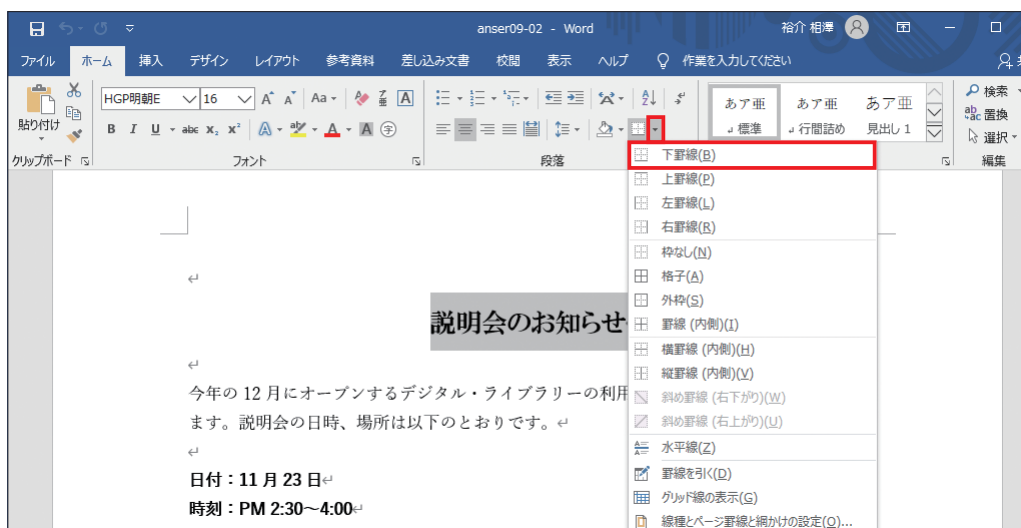 anser09-02 - Word
裕介 相澤
ファイル ホーム 挿入 デザイン レイアウト 参考資料 差し込み文書 校閲 表示 ヘルプ 作業を入力してください
HGP明朝E 16 A A Aa A
検索
置換
選択
貼り付け
B I U abc X₂ X² A aby A A 字
あア亜 あア亜 あア亜
標準 行間詰め 見出し 1
クリップボード フォント 段落 編集
下罫線(B)
上罫線(P)
左罫線(L)
右罫線(R)
枠なし(N)
格子(A)
外枠(S)
罫線 (内側)(I)
横罫線 (内側)(H)
縦罫線 (内側)(V)
斜め罫線 (右下がり)(W)
斜め罫線 (右上がり)(U)
水平線(Z)
罫線を引く(D)
グリッド線の表示(G)
線種とページ罫線と網かけの設定(O)...
説明会のお知らせ
今年の 12 月にオープンするデジタル・ライブラリーの利用
ます。説明会の日時、場所は以下のとおりです。
日付：11 月 23 日
時刻：PM 2:30～4:00